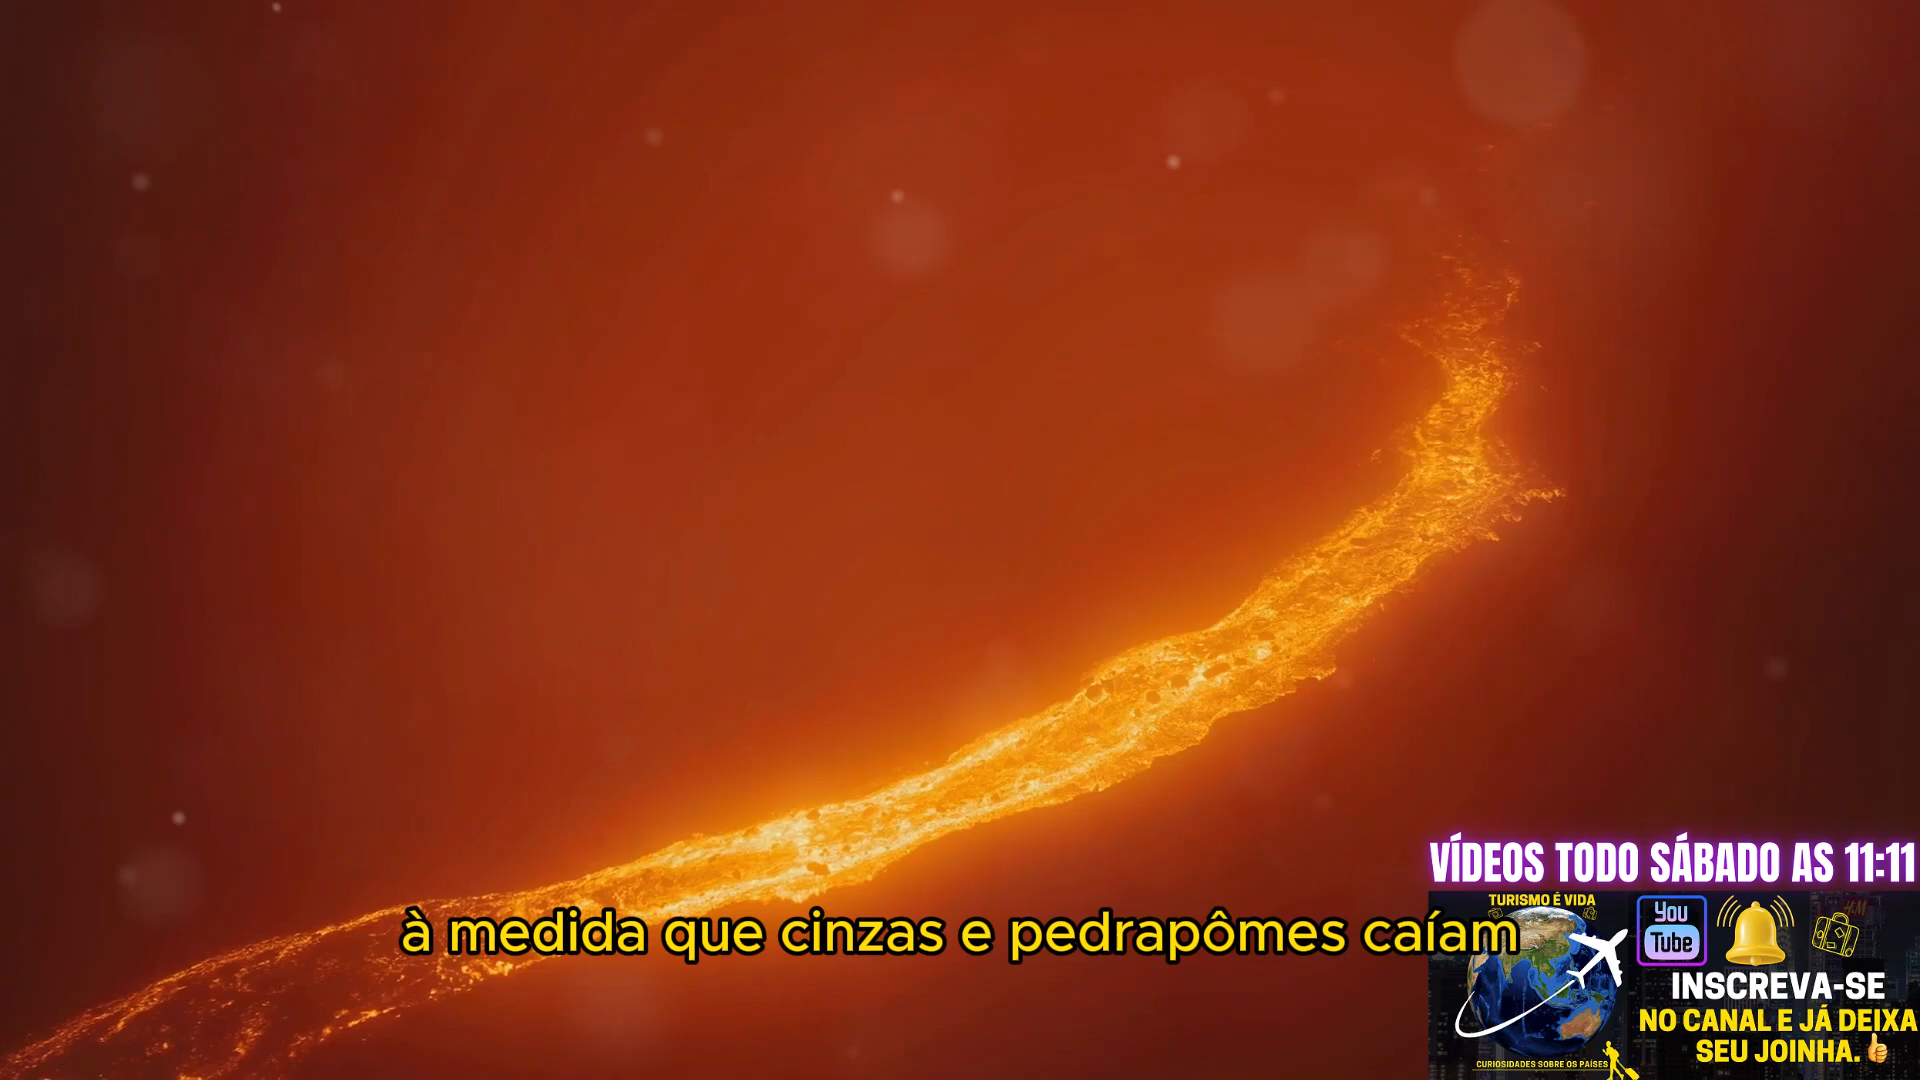 à medida que cinzas e pedrapômes caíam
VÍDEOS TODO SÁBADO AS 11:11
TURISMO É VIDA
You
Tube
H&M
INSCREVA-SE
NO CANAL E JÁ DEIXA
SEU JOINHA.
CURIOSIDADES SOBRE OS PAÍSES